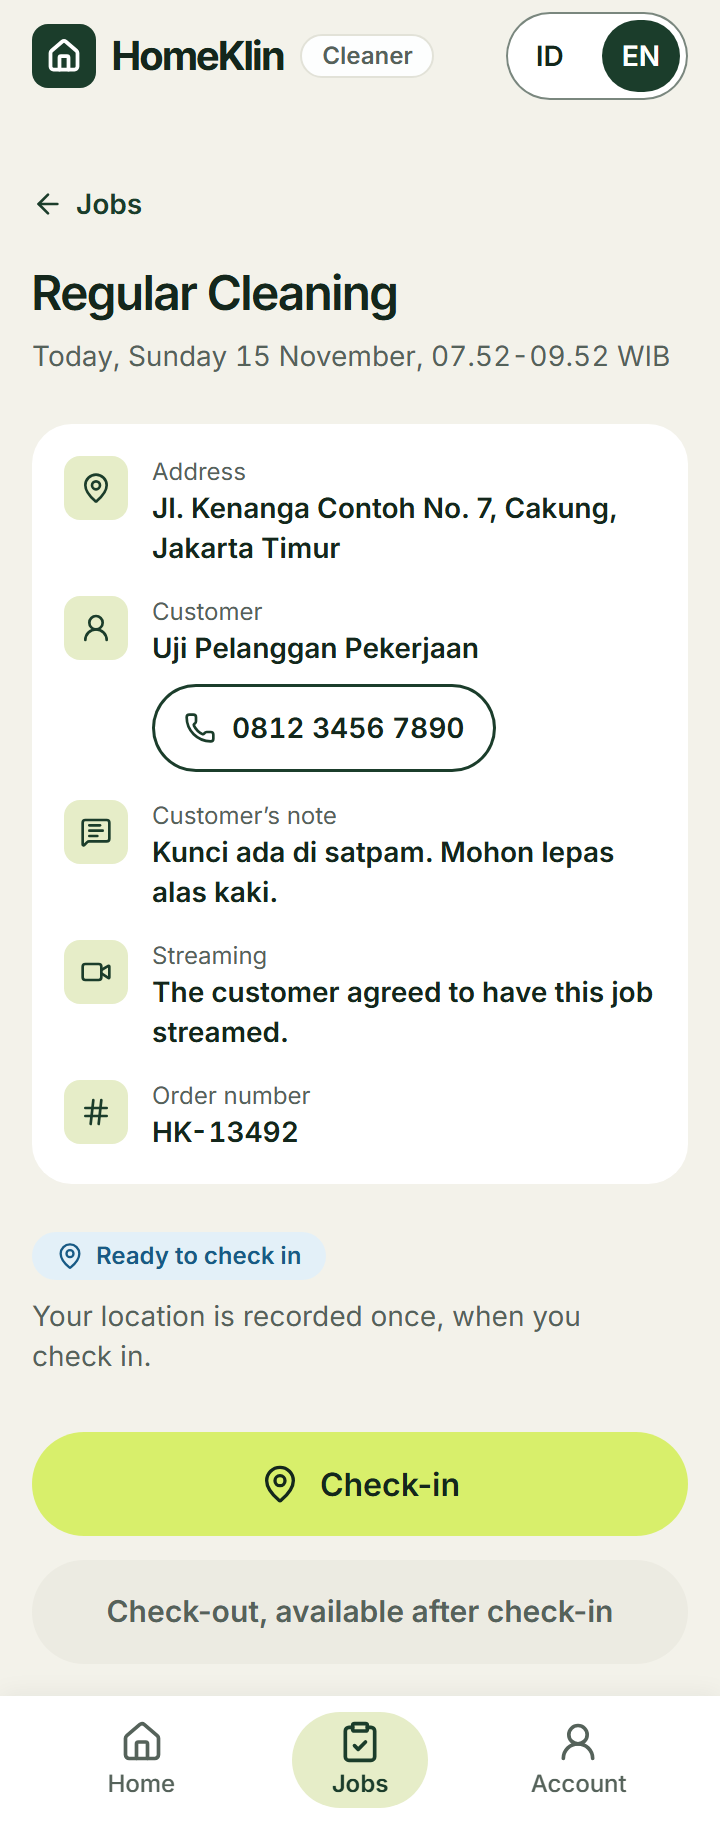 HomeKlin
Cleaner
ID
EN
Jobs
Regular Cleaning
Today, Sunday 15 November, 07.52-09.52 WIB
Address
Jl. Kenanga Contoh No. 7, Cakung,
Jakarta Timur
Customer
Uji Pelanggan Pekerjaan
0812 3456 7890
Customer’s note
Kunci ada di satpam. Mohon lepas
alas kaki.
Streaming
The customer agreed to have this job
streamed.
Order number
HK-13492
Ready to check in
Your location is recorded once, when you
check in.
Check-in
Check-out, available after check-in
Home
Jobs
Account